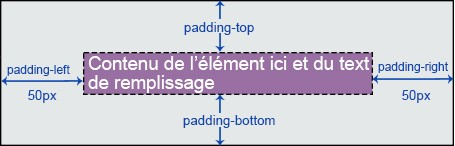 padding-top
padding-left
Contenu de l'élément ici et du text
de remplissage
padding-right
50px
50px
padding-bottom